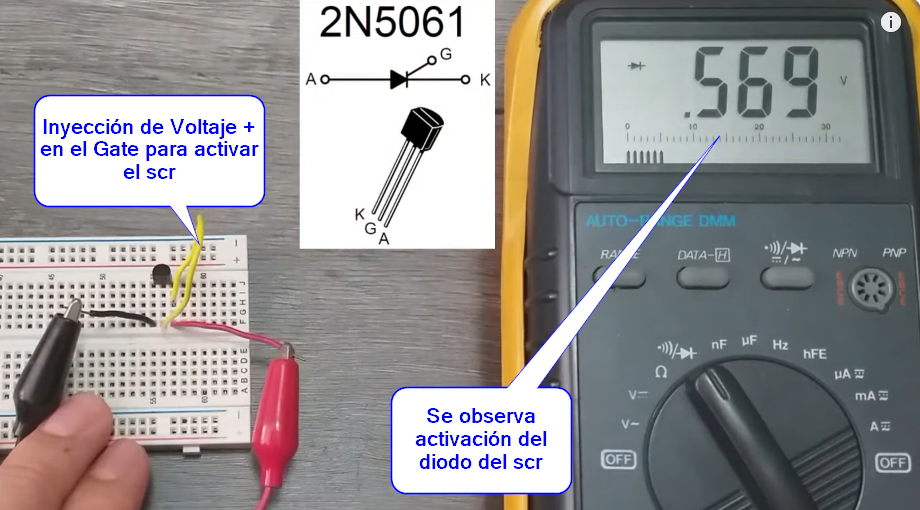 2N5061
G
A
K
K
G
A
Inyección de Voltaje +
en el Gate para activar
el scr
Se observa
activación del
diodo del scr
.569
V
0 10 20 30
AUTO-RANGE DMM
RANGE
DATA-H
NPN
PNP
nF
µF
Hz
hFE
Ω
µA
mA
A
V
V~
OFF
OFF
50
60
J
I
H
G
F
E
D
C
B
A
i